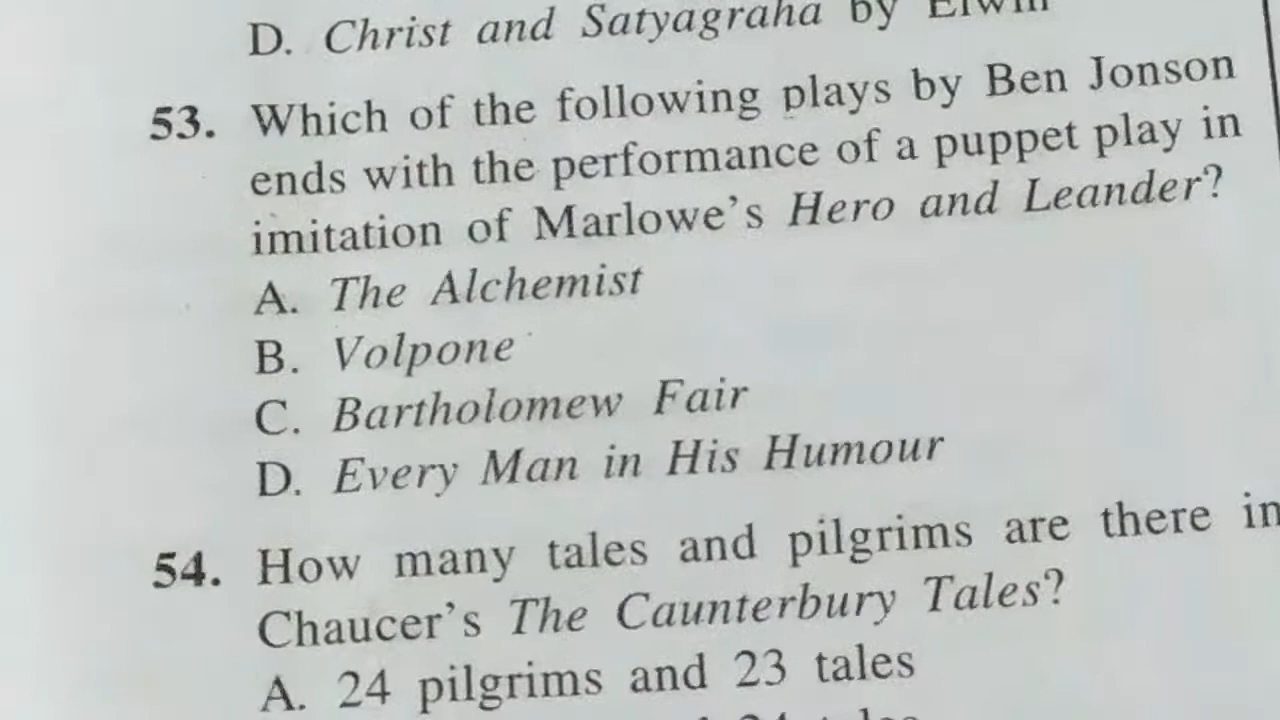 D. Christ and Satyagraha by Elwin
53. Which of the following plays by Ben Jonson
ends with the performance of a puppet play in
imitation of Marlowe's Hero and Leander?
A. The Alchemist
B. Volpone
C. Bartholomew Fair
D. Every Man in His Humour
54. How many tales and pilgrims are there in
Chaucer's The Caunterbury Tales?
A. 24 pilgrims and 23 tales